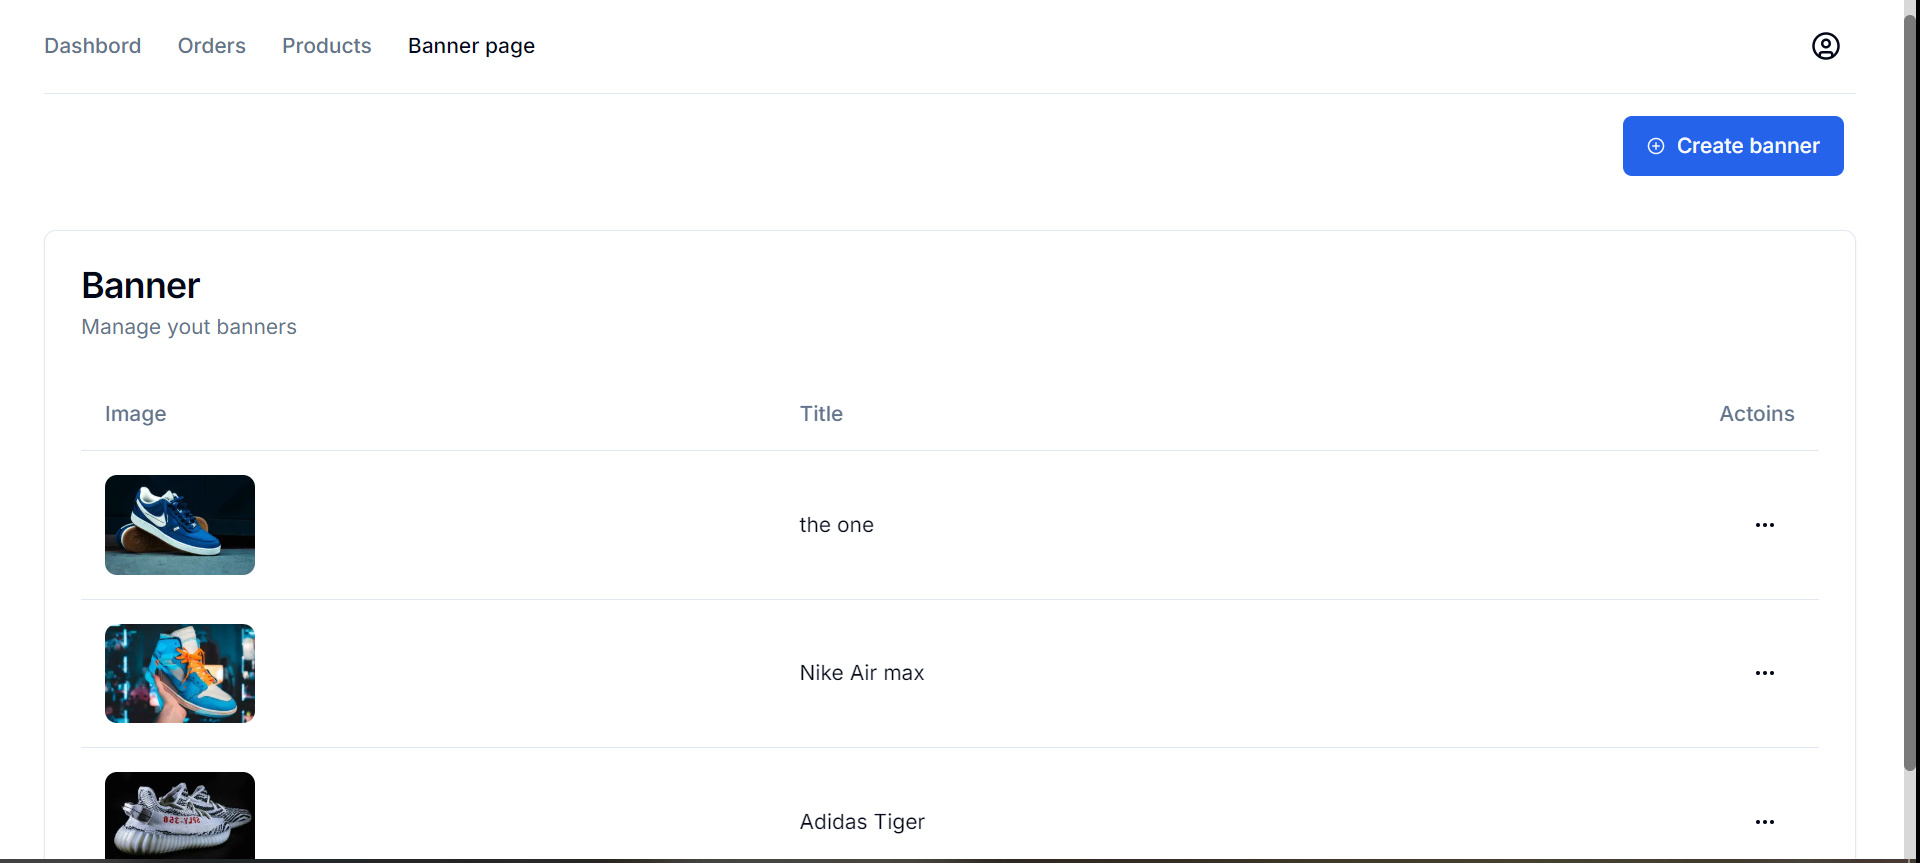 Dashbord Orders Products Banner page
Create banner
Banner
Manage yout banners
Image Title Actoins
the one
Nike Air max
Adidas Tiger